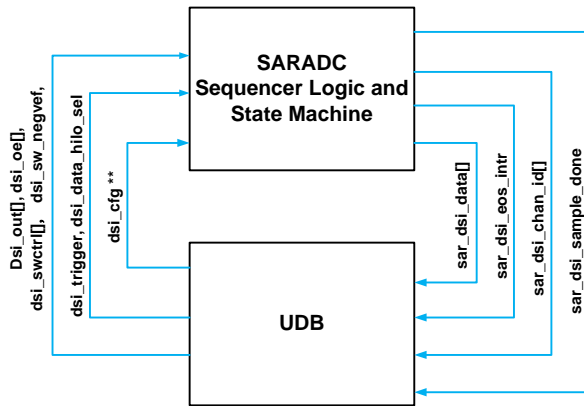 SARADC
Sequencer Logic and
State Machine
Dsi_out[], dsi_oe[],
dsi_swctrl[], dsi_sw_negvef,
dsi_trigger, dsi_data_hilo_sel
dsi_cfg **
sar_dsi_data[]
sar_dsi_eos_intr
sar_dsi_chan_id[]
sar_dsi_sample_done
UDB